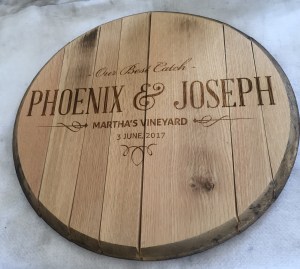 - Our Best Catch -
PHOENIX & JOSEPH
MARTHA'S VINEYARD
3 JUNE, 2017